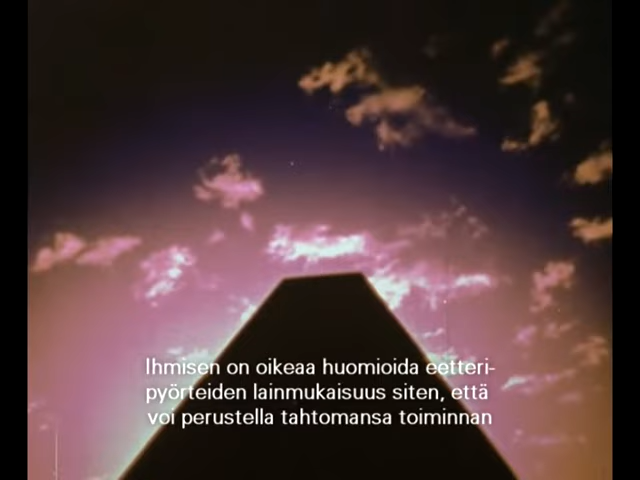 Ihmisen on oikeaa huomioida eetteri-
pyörteiden lainmukaisuus siten, että
voi perustella tahtomansa toiminnan